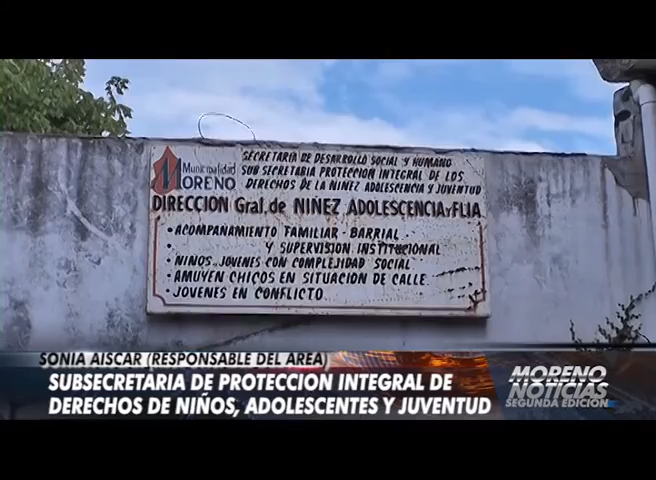 Municipalidad
MORENO
SECRETARIA DE DESARROLLO SOCIAL Y HUMANO
SUB SECRETARIA PROTECCION INTEGRAL DE LOS
DERECHOS DE LA NINEZ ADOLESCENCIA Y JUVENTUD
DIRECCION Gral. de NIÑEZ ADOLESCENCIA Y FLIA
• ACOMPAÑAMIENTO FAMILIAR - BARRIAL
Y SUPERVISION INSTITUCIONAL
• NIÑOS Y JOVENES CON COMPLEJIDAD SOCIAL
• AMUYEN CHICOS EN SITUACION DE CALLE
• JOVENES EN CONFLICTO
SONIA AISCAR (RESPONSABLE DEL AREA)
SUBSECRETARIA DE PROTECCION INTEGRAL DE
DERECHOS DE NIÑOS, ADOLESCENTES Y JUVENTUD
MORENO
NOTICIAS
SEGUNDA EDICION